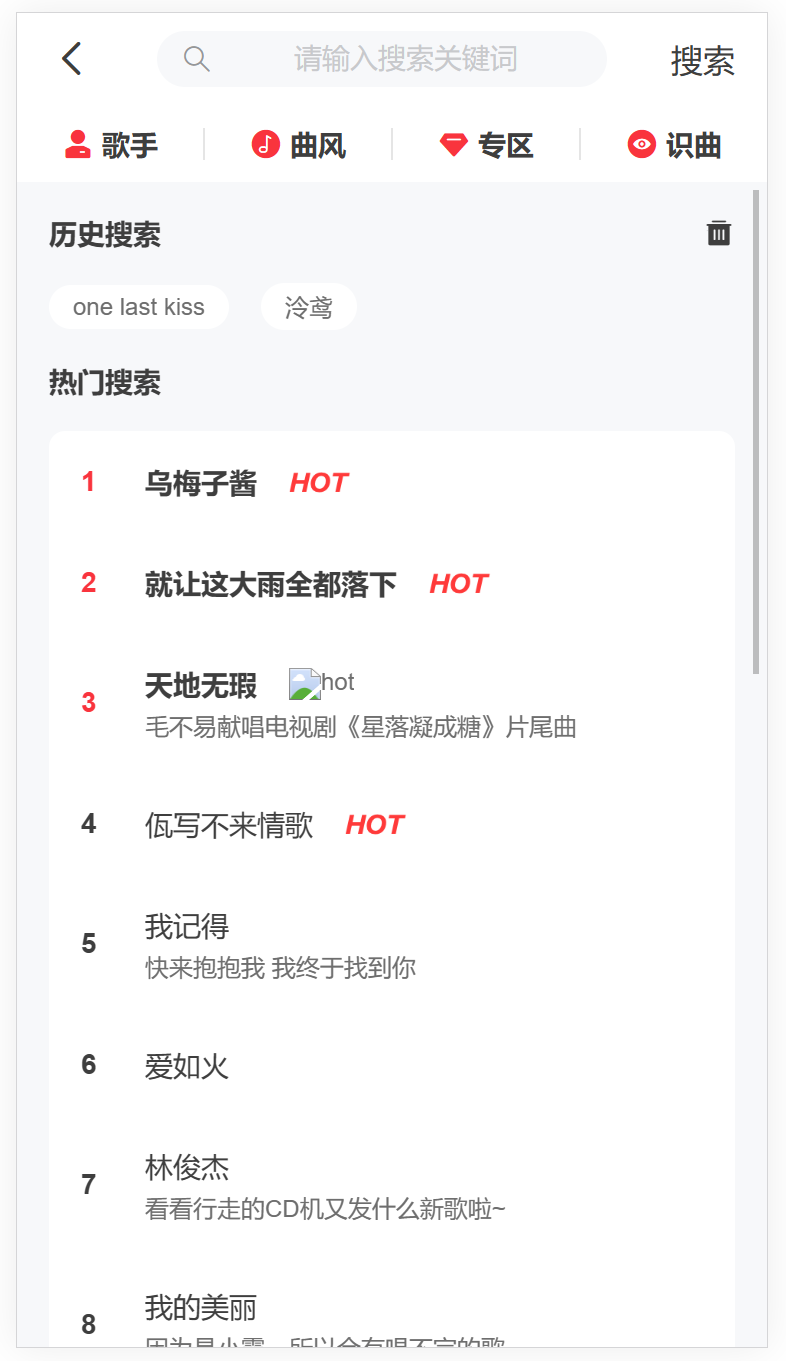 请输入搜索关键词 搜索
歌手 曲风 专区 识曲
历史搜索
one last kiss 泠鸢
热门搜索
1 乌梅子酱 HOT
2 就让这大雨全都落下 HOT
3 天地无瑕 hot
毛不易献唱电视剧《星落凝成糖》片尾曲
4 佤写不来情歌 HOT
5 我记得
快来抱抱我 我终于找到你
6 爱如火
7 林俊杰
看看行走的CD机又发什么新歌啦~
8 我的美丽